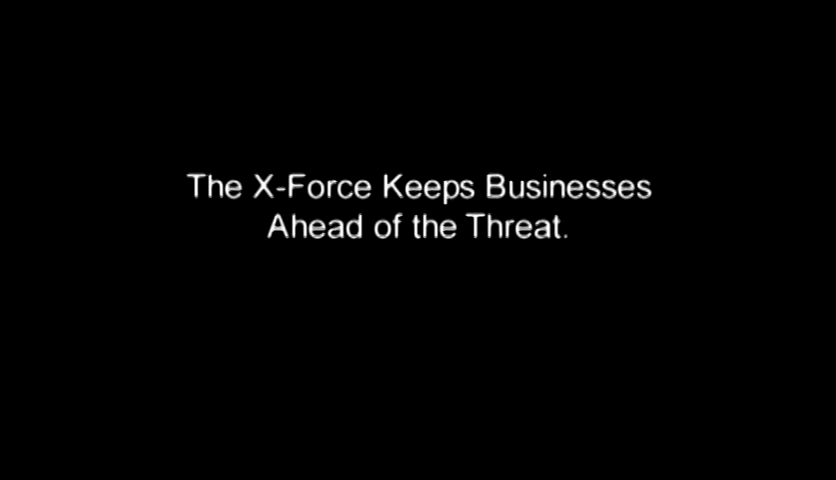 The X-Force Keeps Businesses
Ahead of the Threat.